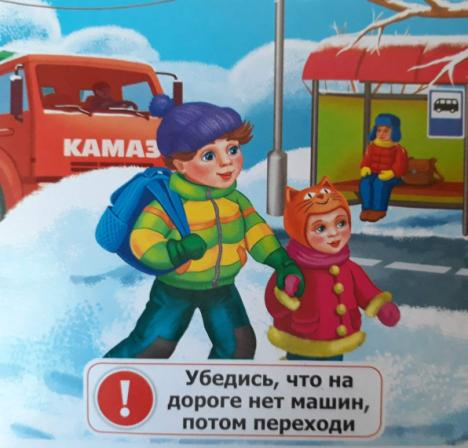 КАМАЗ
!
Убедись, что на
дороге нет машин,
потом переходи